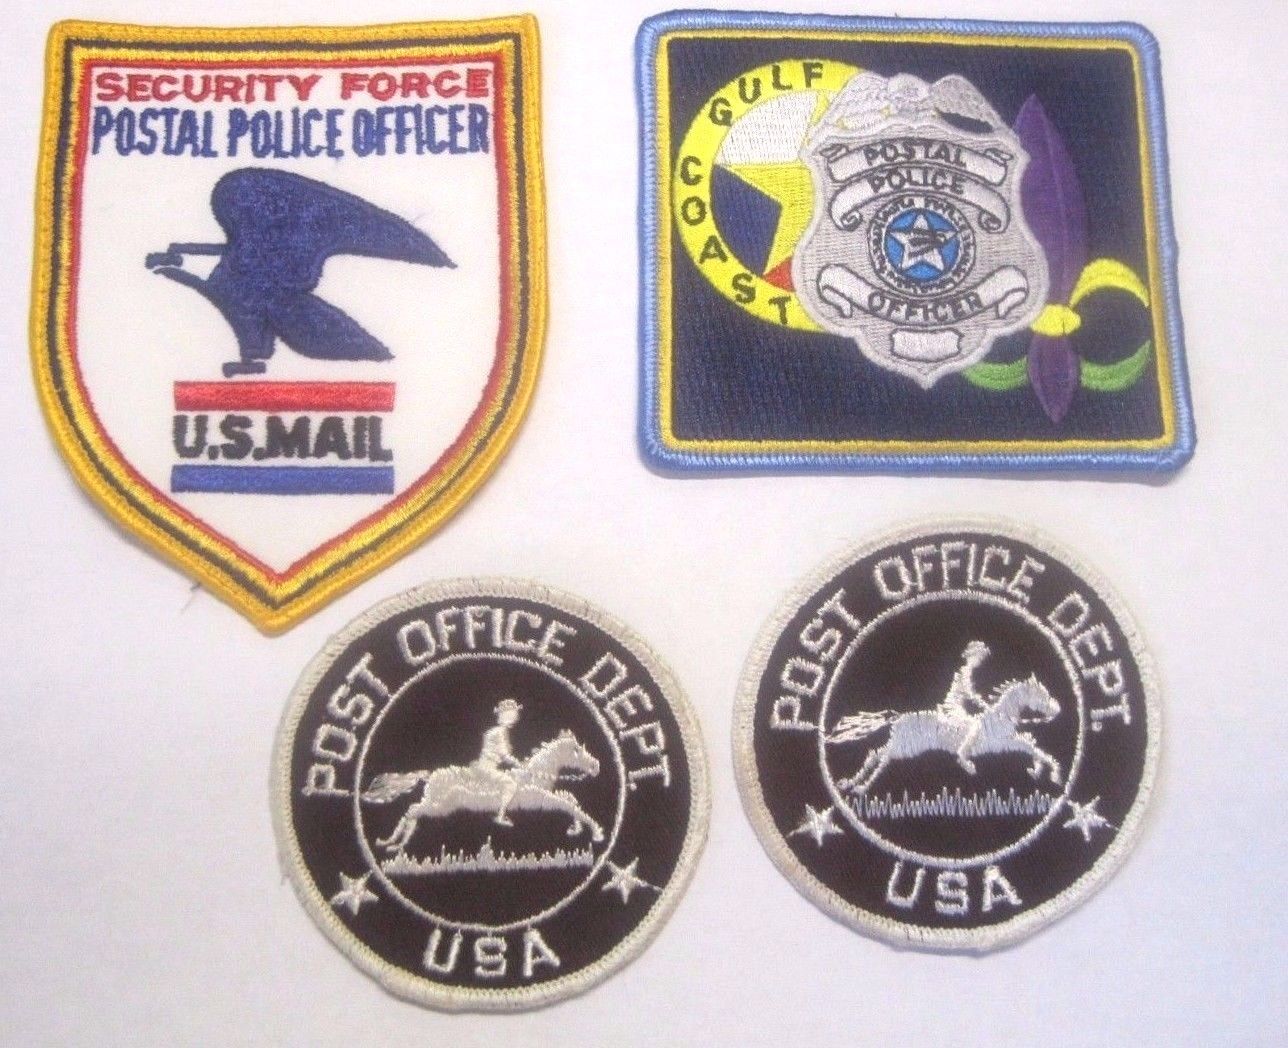 SECURITY FORCE
POSTAL POLICE OFFICER
U.S.MAIL
GULF COAST
POSTAL
POLICE
OFFICER
POST OFFICE DEPT.
USA
POST OFFICE DEPT.
USA